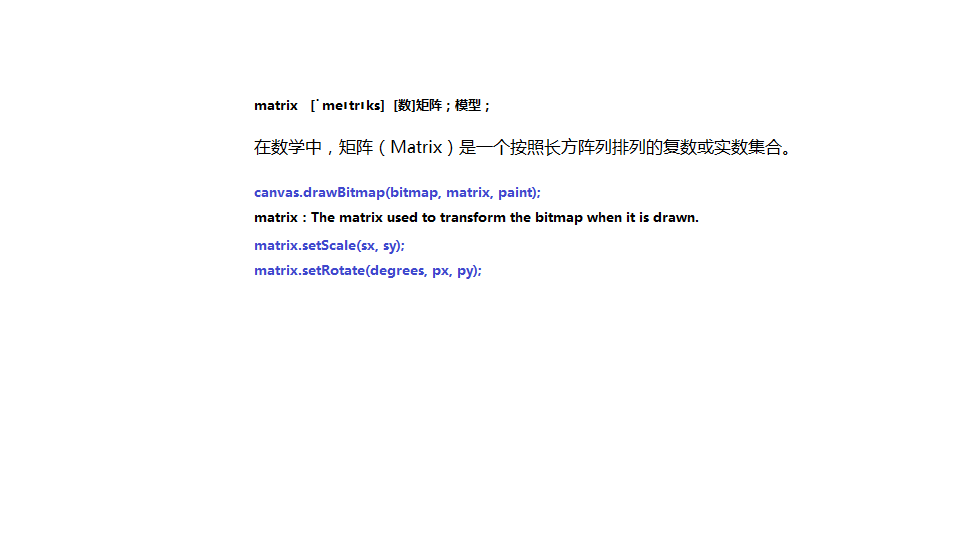 matrix [ˈmeɪtrɪks] [数]矩阵；模型；
在数学中，矩阵（Matrix）是一个按照长方阵列排列的复数或实数集合。
canvas.drawBitmap(bitmap, matrix, paint);
matrix：The matrix used to transform the bitmap when it is drawn.
matrix.setScale(sx, sy);
matrix.setRotate(degrees, px, py);